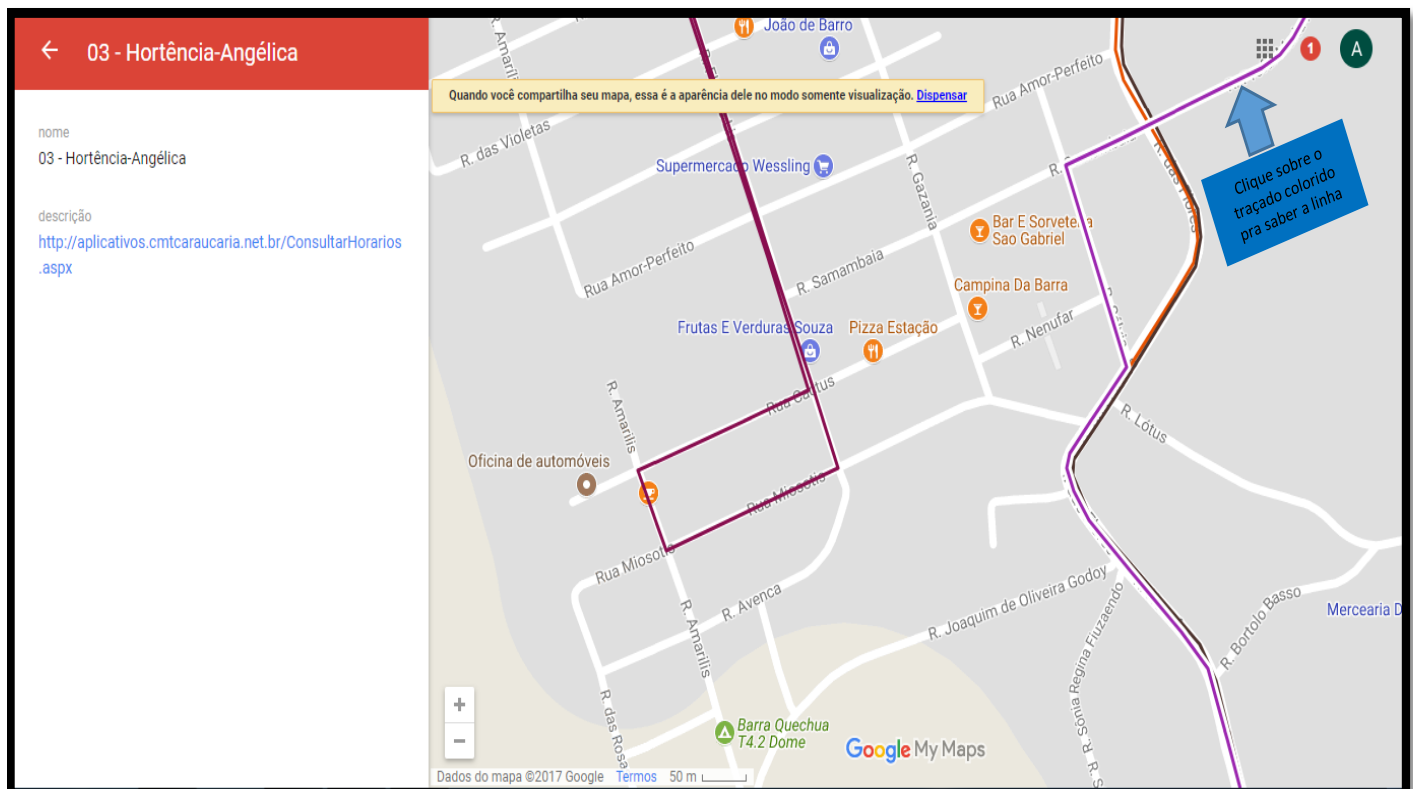 03 - Hortência-Angélica
nome
03 - Hortência-Angélica
descrição
http://aplicativos.cmtcaraucaria.net.br/ConsultarHorarios
.aspx
João de Barro
1
A
Quando você compartilha seu mapa, essa é a aparência dele no modo somente visualização. Dispensar
Rua Amor-Perfeito
R. das Violetas
Supermercado Wessling
R. Gazania
R.
R. das Flores
Clique sobre o
traçado colorido
pra saber a linha
Bar E Sorveteria
Sao Gabriel
Rua Amor-Perfeito
R. Samambaia
Campina Da Barra
Frutas E Verduras Souza
Pizza Estação
R. Nenufar
R. Amarilis
Rua Cactus
R. Lótus
Oficina de automóveis
Rua Miosotis
Rua Miosotis
R. Avenca
R. Joaquim de Oliveira Godoy
R. Amarilis
R. Sônia Regina Fiuza
R. Bortolo Basso
Mercearia D
R. das Rosa
Barra Quechua
T4.2 Dome
Google My Maps
R. S
+
−
Dados do mapa ©2017 Google
Termos
50 m